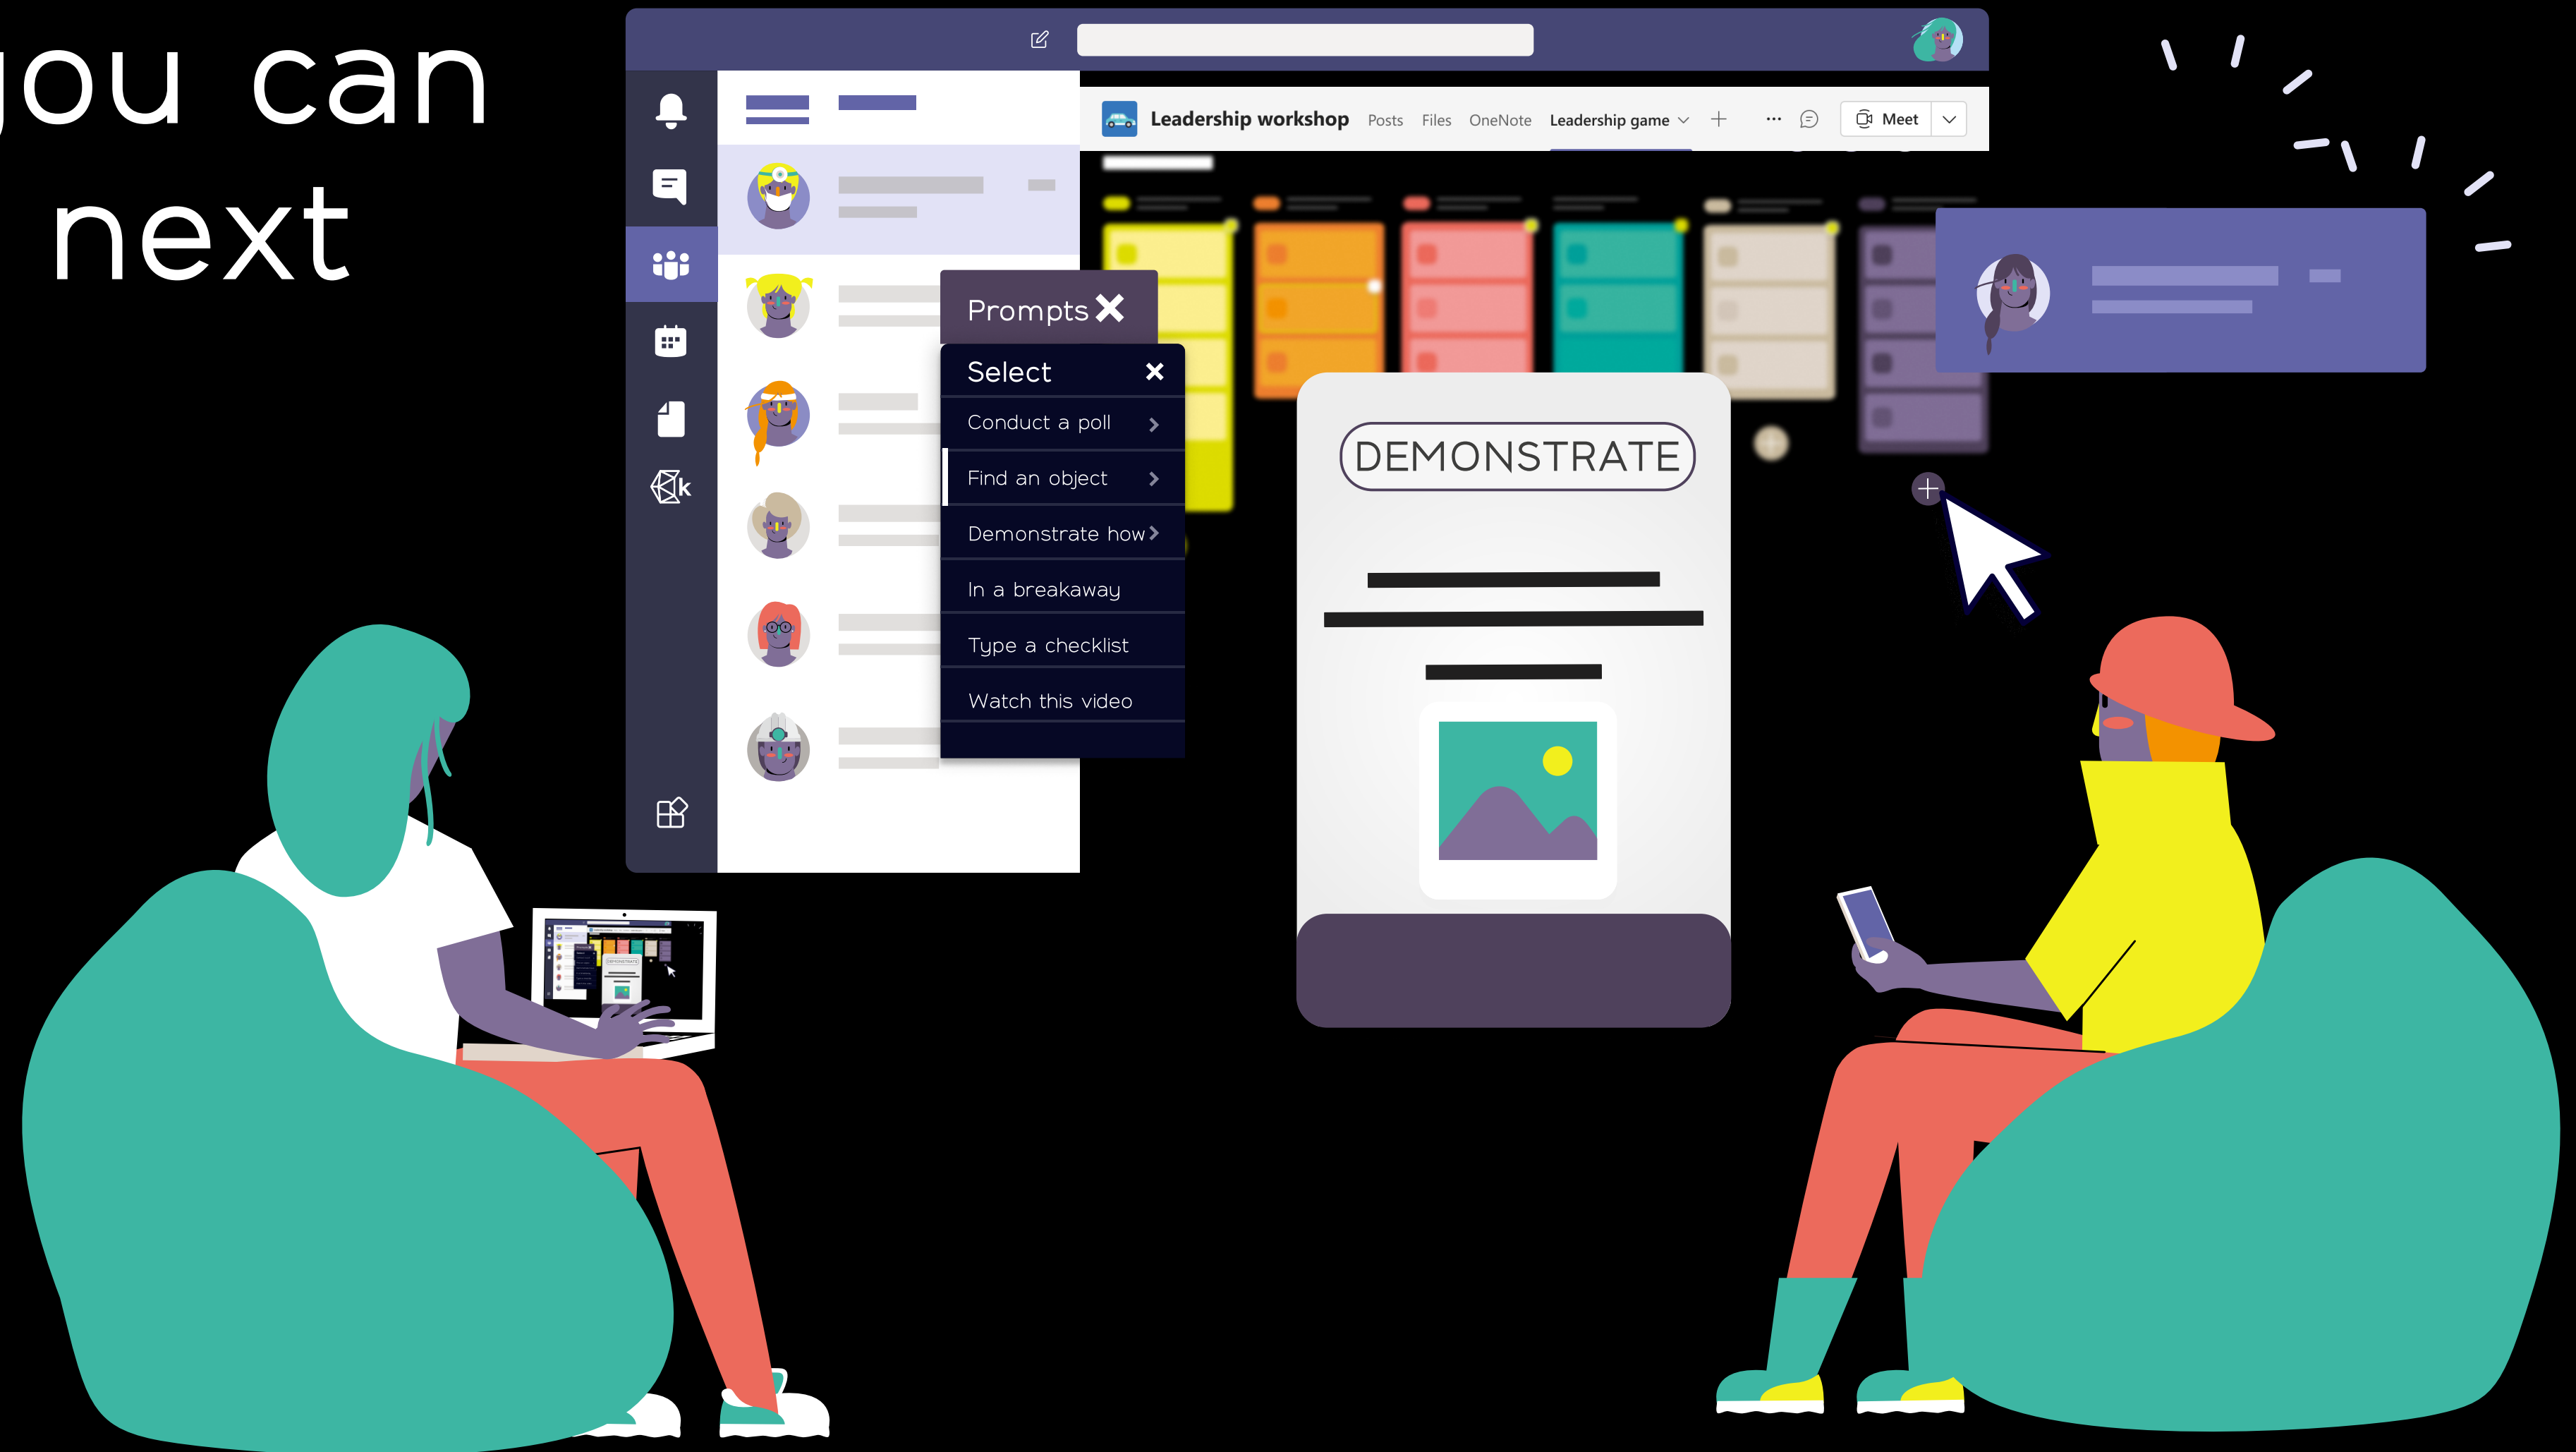 you can
next
Leadership workshop Posts Files OneNote Leadership game Meet
Prompts
Select
Conduct a poll
Find an object
Demonstrate how
In a breakaway
Type a checklist
Watch this video
DEMONSTRATE
k